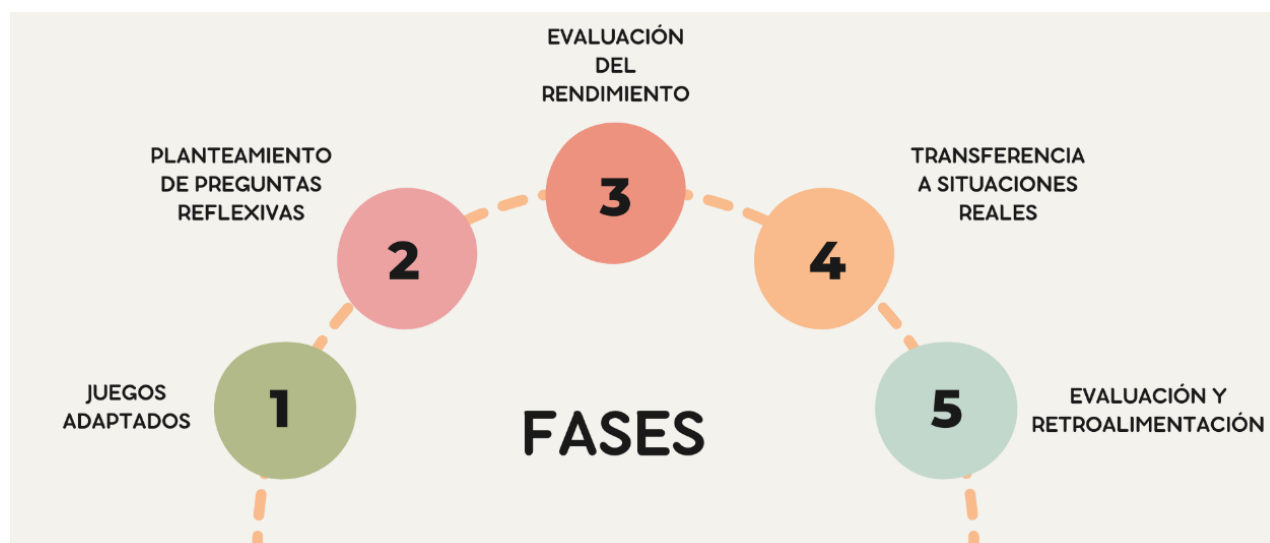 1
JUEGOS
ADAPTADOS
2
PLANTEAMIENTO
DE PREGUNTAS
REFLEXIVAS
3
EVALUACIÓN
DEL
RENDIMIENTO
4
TRANSFERENCIA
A SITUACIONES
REALES
5
EVALUACIÓN Y
RETROALIMENTACIÓN
FASES